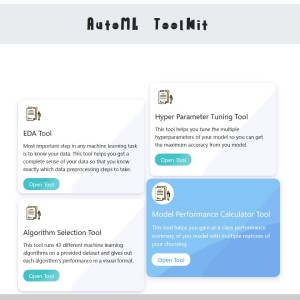 AutoML ToolKit
EDA Tool
Most important step in any machine learning task
is to know your data. This tool helps you get a
complete sense of your data so that you know
exactly which data preprocessing steps to take.
Open Tool
Hyper Parameter Tuning Tool
This tool helps you tune the multiple
hyperparameters of your model so you can get
the maximum accuracy from you model.
Open Tool
Algorithm Selection Tool
This tool runs 42 different machine learning
algorithms on a provided dataset and gives out
each algorithm's performance in a visual format.
Open Tool
Model Performance Calculator Tool
This tool helps you gain at a class performance
summary of you model with multiple matrices of
your choosing.
Open Tool